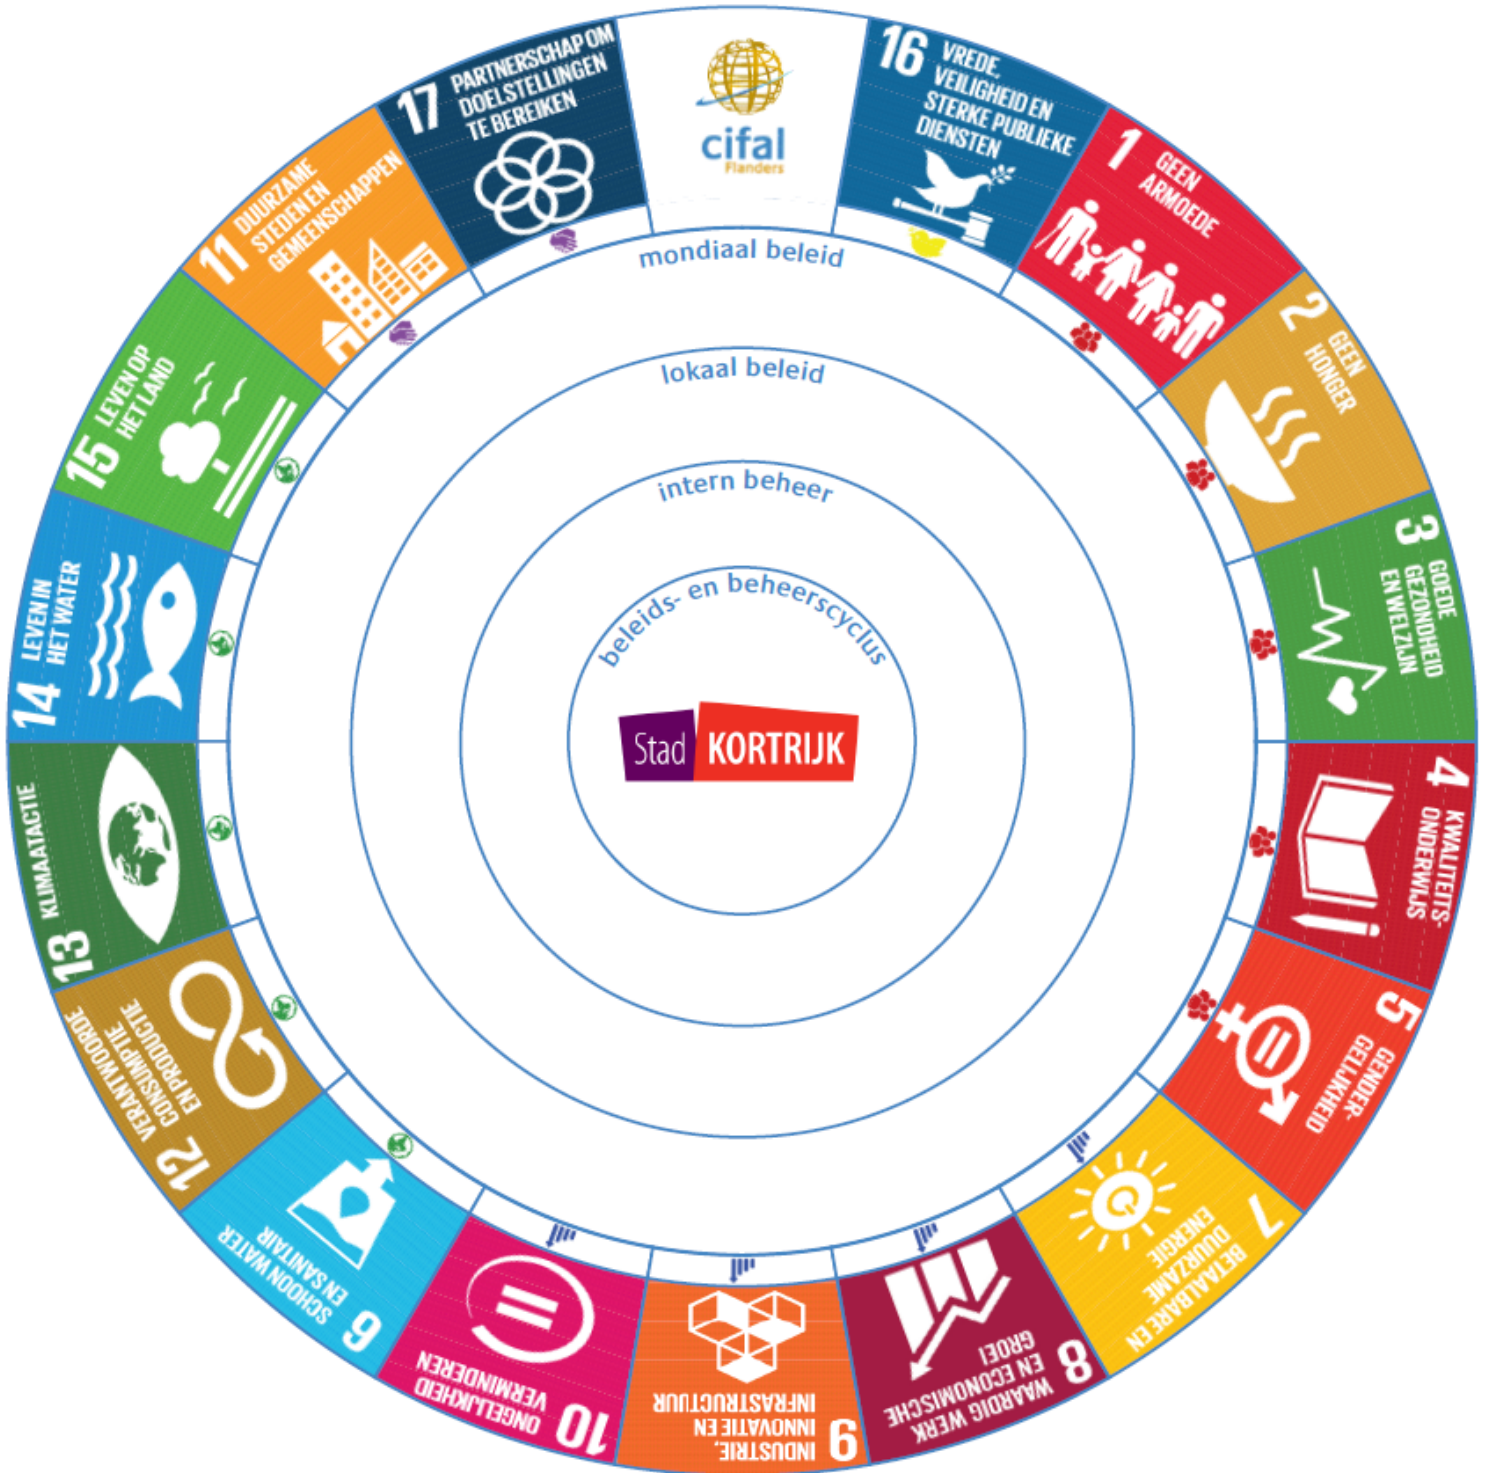 cifal
Flanders
16
VREDE,
VEILIGHEID EN
STERKE PUBLIEKE
DIENSTEN
1
GEEN
ARMOEDE
2
GEEN
HONGER
3
GOEDE
GEZONDHEID
EN WELZIJN
4
KWALITEITS-
ONDERWIJS
5
GENDER-
GELIJKHEID
7
BETAALBARE EN
DUURZAME
ENERGIE
8
WAARDIG WERK
EN ECONOMISCHE
GROEI
9
INDUSTRIE,
INNOVATIE EN
INFRASTRUCTUUR
10
ONGELIJKHEID
VERMINDEREN
6
SCHOON WATER
EN SANITAIR
12
VERANTWOORDE
CONSUMPTIE
EN PRODUCTIE
13
KLIMAATACTIE
14
LEVEN IN
HET WATER
15
LEVEN OP
HET LAND
11
DUURZAME
STEDEN EN
GEMEENSCHAPPEN
17
PARTNERSCHAP OM
DOELSTELLINGEN
TE BEREIKEN
mondiaal beleid
lokaal beleid
intern beheer
beleids- en beheerscyclus
Stad KORTRIJK